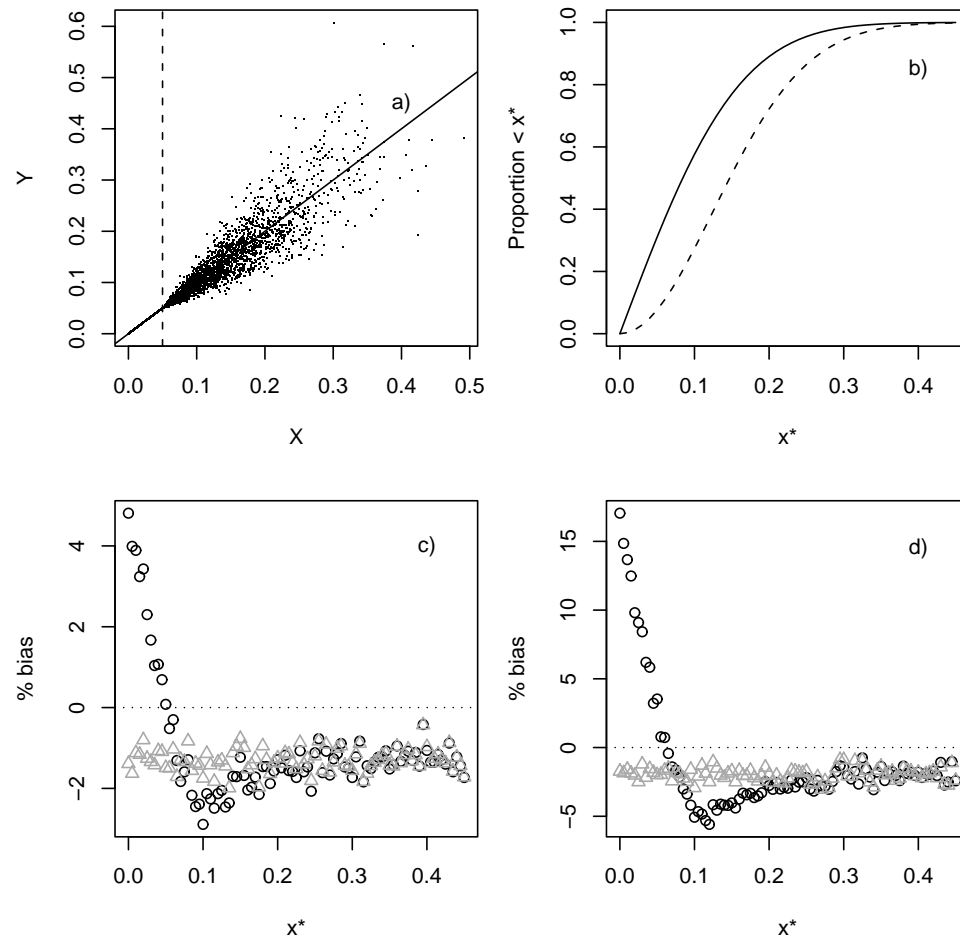 a)
Y
0.0 0.1 0.2 0.3 0.4 0.5 0.6
0.0 0.1 0.2 0.3 0.4 0.5
X
b)
Proportion < x*
0.0 0.2 0.4 0.6 0.8 1.0
0.0 0.1 0.2 0.3 0.4
x*
c)
% bias
−2 0 2 4
0.0 0.1 0.2 0.3 0.4
x*
d)
% bias
−5 0 5 10 15
0.0 0.1 0.2 0.3 0.4
x*